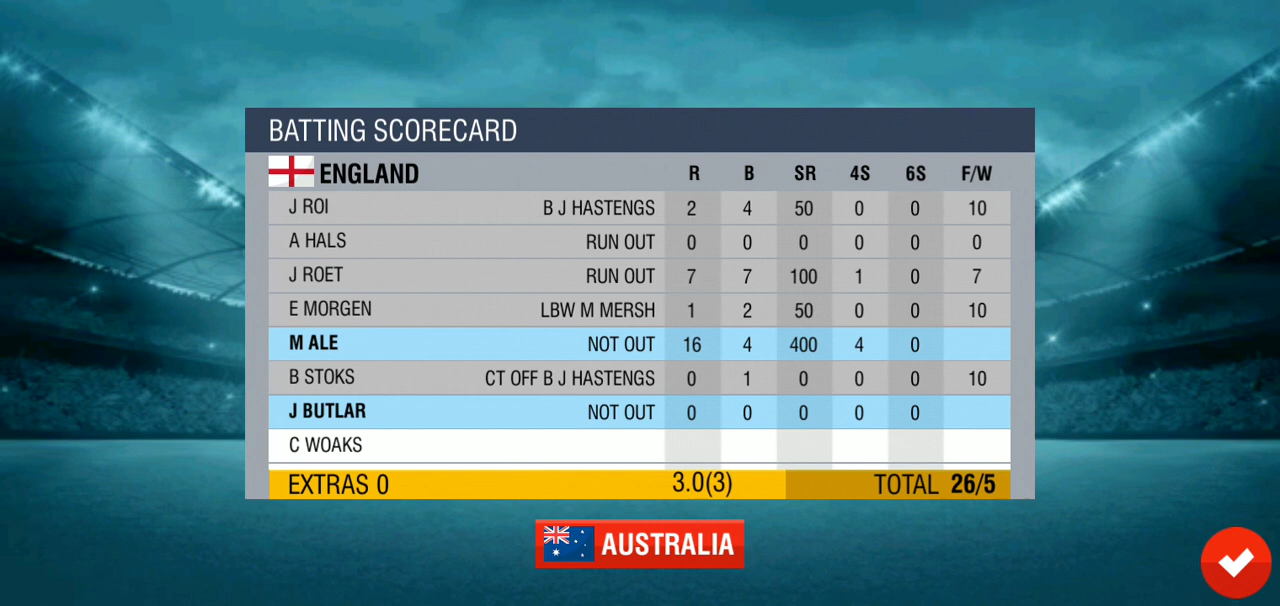 BATTING SCORECARD
ENGLAND R B SR 4S 6S F/W
J ROI B J HASTENGS 2 4 50 0 0 10
A HALS RUN OUT 0 0 0 0 0 0
J ROET RUN OUT 7 7 100 1 0 7
E MORGEN LBW M MERSH 1 2 50 0 0 10
M ALE NOT OUT 16 4 400 4 0
B STOKS CT OFF B J HASTENGS 0 1 0 0 0 10
J BUTLAR NOT OUT 0 0 0 0 0
C WOAKS
EXTRAS 0 3.0(3) TOTAL 26/5
AUSTRALIA